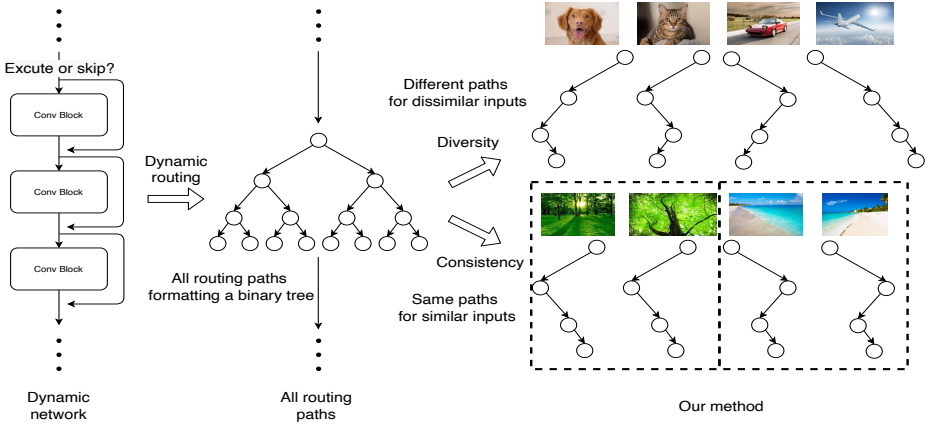 Excute or skip?
Conv Block
Conv Block
Conv Block
Dynamic
network
Dynamic
routing
All routing paths
formatting a binary tree
All routing
paths
Different paths
for dissimilar inputs
Diversity
Consistency
Same paths
for similar inputs
Our method